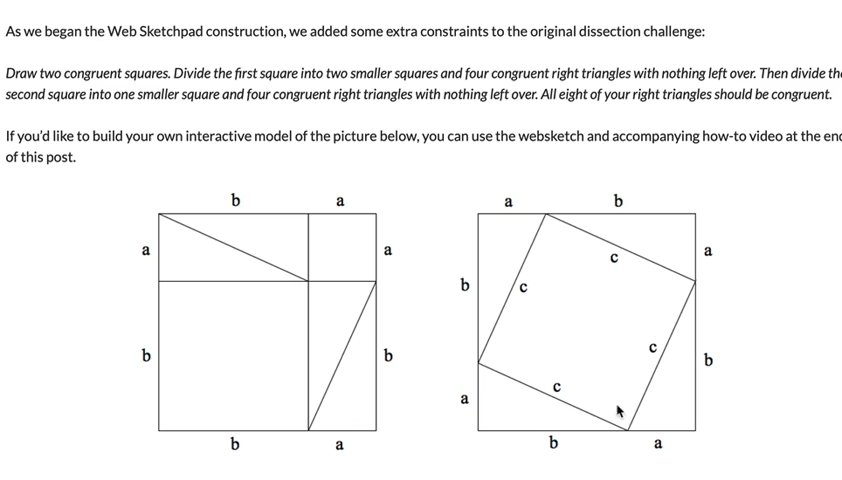 As we began the Web Sketchpad construction, we added some extra constraints to the original dissection challenge:
Draw two congruent squares. Divide the first square into two smaller squares and four congruent right triangles with nothing left over. Then divide
second square into one smaller square and four congruent right triangles with nothing left over. All eight of your right triangles should be congruent.
If you'd like to build your own interactive model of the picture below, you can use the websketch and accompanying how-to video at the
of this post.
b a a b
a a c a
b c
b b c b
c
a
b a b a